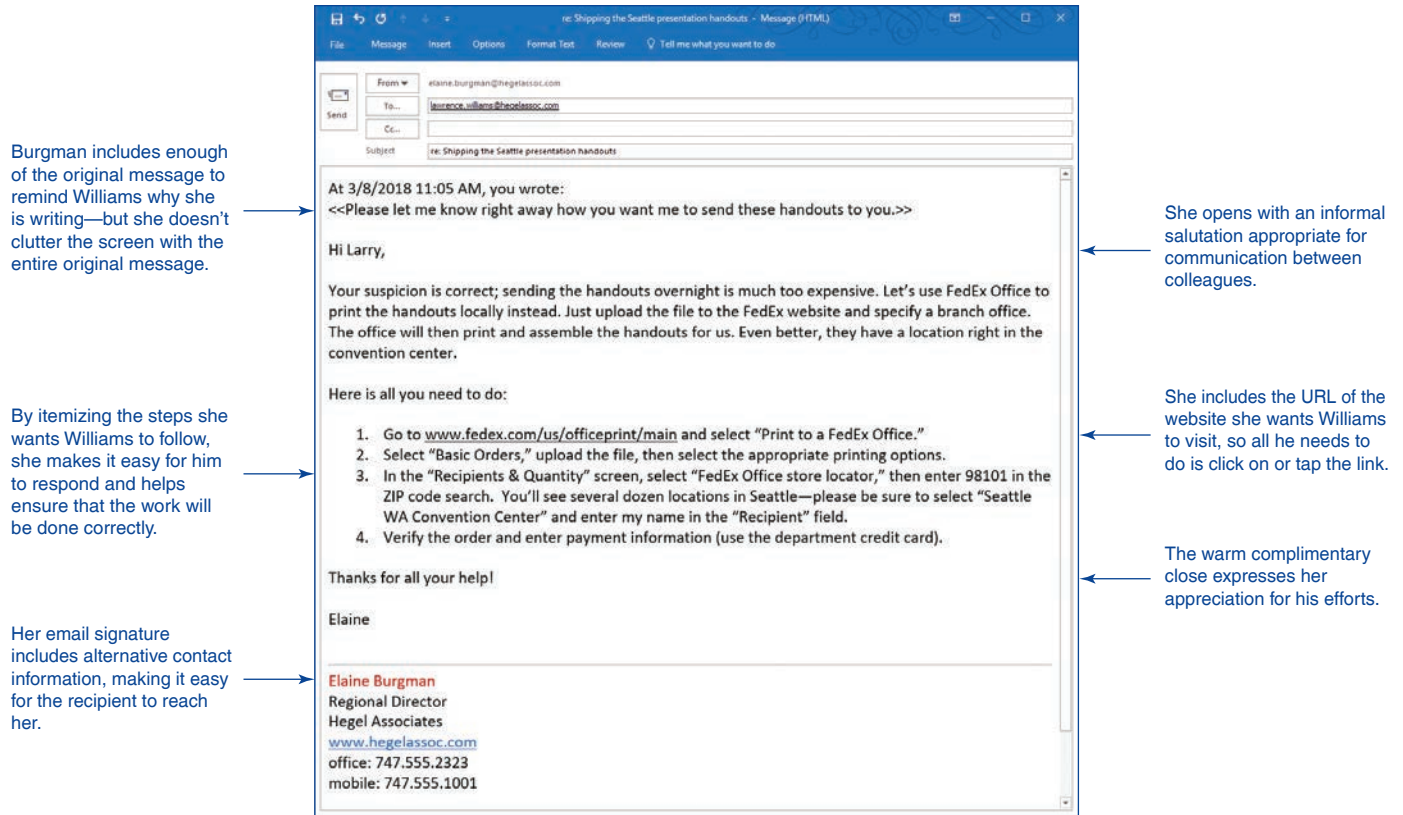 re: Shipping the Seattle presentation handouts - Message (HTML)
File Message Insert Options Format Text Review Tell me what you want to do
Send
From elaine.burgman@hegelassoc.com
To... lawrence.williams@hegelassoc.com
Cc...
Subject re: Shipping the Seattle presentation handouts
Burgman includes enough
of the original message to
remind Williams why she
is writing—but she doesn’t
clutter the screen with the
entire original message.
At 3/8/2018 11:05 AM, you wrote:
<<Please let me know right away how you want me to send these handouts to you.>>
She opens with an informal
salutation appropriate for
communication between
colleagues.
Hi Larry,
Your suspicion is correct; sending the handouts overnight is much too expensive. Let’s use FedEx Office to
print the handouts locally instead. Just upload the file to the FedEx website and specify a branch office.
The office will then print and assemble the handouts for us. Even better, they have a location right in the
convention center.
Here is all you need to do:
By itemizing the steps she
wants Williams to follow,
she makes it easy for him
to respond and helps
ensure that the work will
be done correctly.
1. Go to www.fedex.com/us/officeprint/main and select “Print to a FedEx Office.”
2. Select “Basic Orders,” upload the file, then select the appropriate printing options.
3. In the “Recipients & Quantity” screen, select “FedEx Office store locator,” then enter 98101 in the
ZIP code search. You’ll see several dozen locations in Seattle—please be sure to select “Seattle
WA Convention Center” and enter my name in the “Recipient” field.
4. Verify the order and enter payment information (use the department credit card).
She includes the URL of the
website she wants Williams
to visit, so all he needs to
do is click on or tap the link.
Thanks for all your help!
The warm complimentary
close expresses her
appreciation for his efforts.
Elaine
Her email signature
includes alternative contact
information, making it easy
for the recipient to reach
her.
Elaine Burgman
Regional Director
Hegel Associates
www.hegelassoc.com
office: 747.555.2323
mobile: 747.555.1001